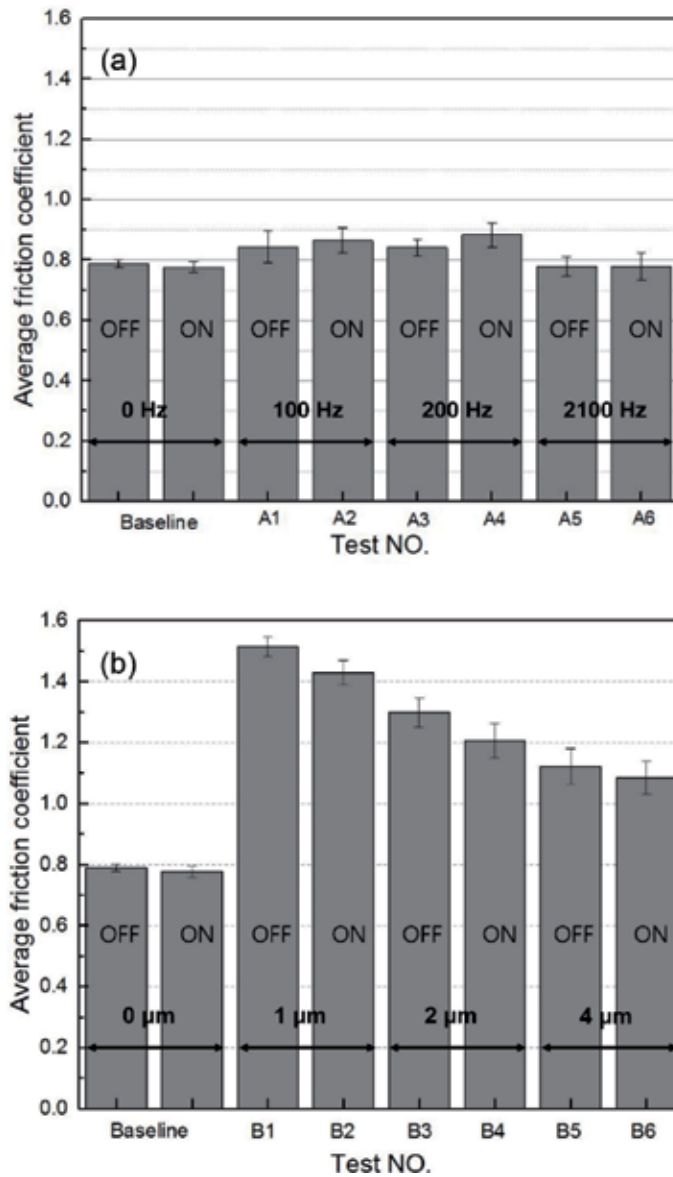 (a)
Average friction coefficient
1.6
1.4
1.2
1.0
0.8
0.6
0.4
0.2
0.0
OFF ON OFF ON OFF ON OFF ON
0 Hz 100 Hz 200 Hz 2100 Hz
Baseline A1 A2 A3 A4 A5 A6
Test NO.
(b)
Average friction coefficient
1.6
1.4
1.2
1.0
0.8
0.6
0.4
0.2
0.0
OFF ON OFF ON OFF ON OFF ON
0 µm 1 µm 2 µm 4 µm
Baseline B1 B2 B3 B4 B5 B6
Test NO.